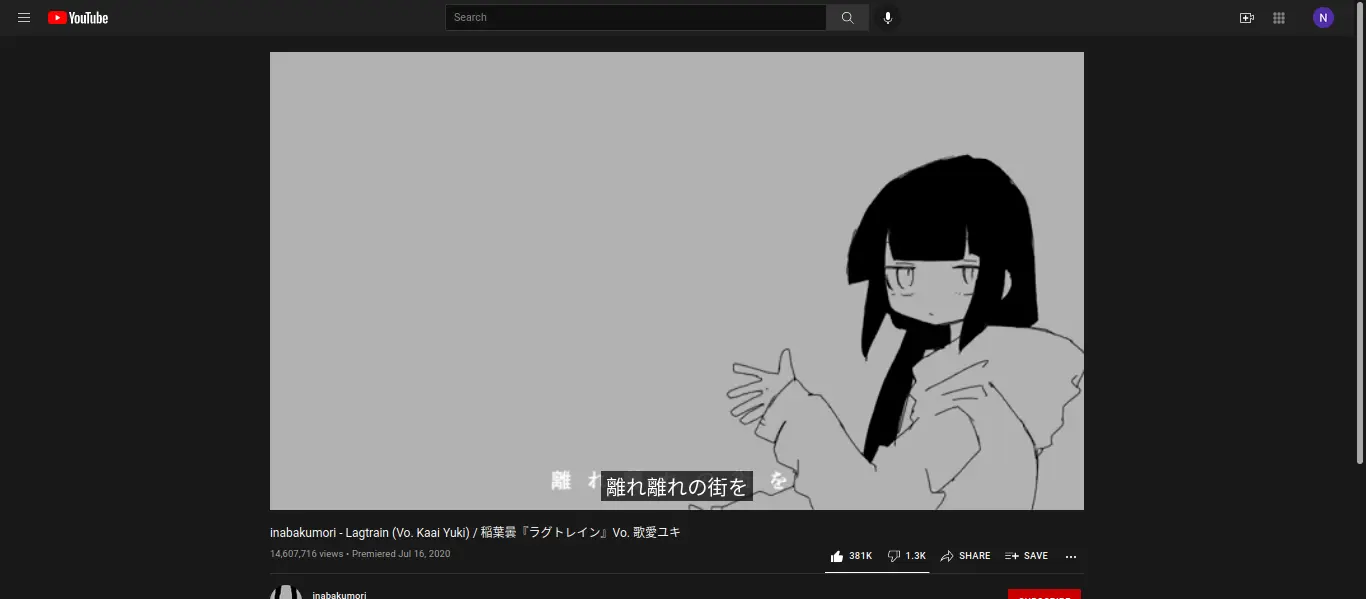 YouTube
Search
N
離れ
を
離れ離れの街を
inabakumori - Lagtrain (Vo. Kaai Yuki) / 稲葉曇『ラグトレイン』Vo. 歌愛ユキ
14,607,716 views • Premiered Jul 16, 2020
381K 1.3K SHARE SAVE
inabakumori
SUBSCRIBE